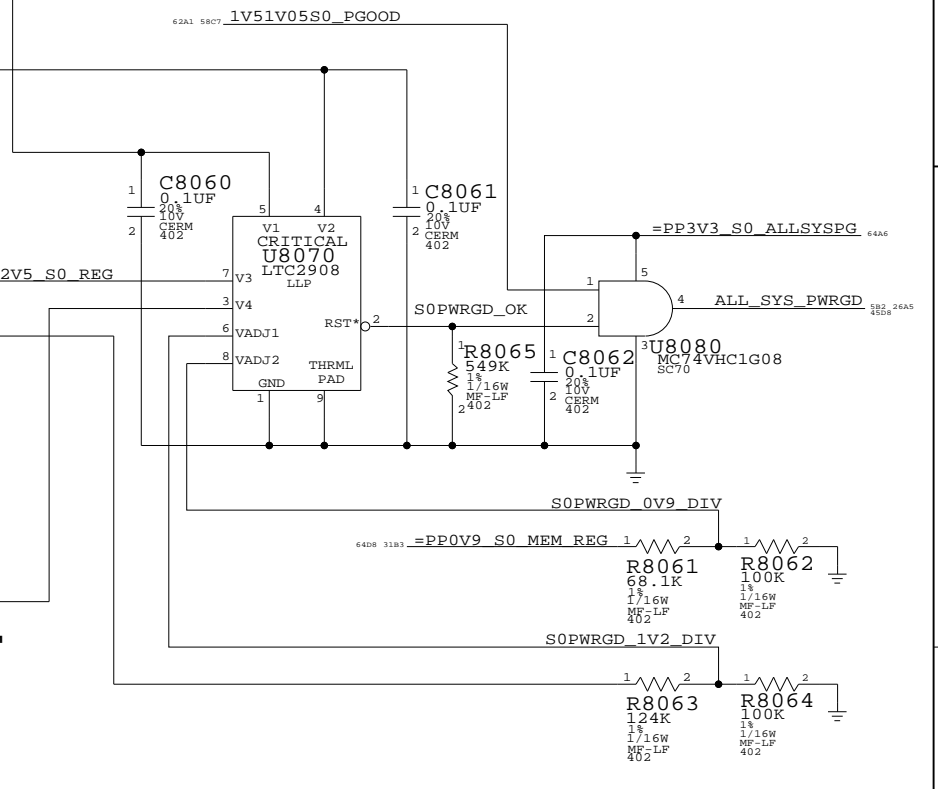 62A1 58C7 1V51V05S0_PGOOD
1
C8060
0.1UF
20%
10V
CERM
402
2
1
C8061
0.1UF
20%
10V
CERM
402
2
5
4
V1
V2
CRITICAL
U8070
LTC2908
LLP
2V5_S0_REG
7 V3
3 V4
6 VADJ1
8 VADJ2
RST* 2
THRML
PAD
GND
1
9
S0PWRGD_OK
1
R8065
549K
1%
1/16W
MF-LF
402
2
1
C8062
0.1UF
20%
10V
CERM
402
2
=PP3V3_S0_ALLSYSPG 64A6
5
1
2
4
ALL_SYS_PWRGD 5B2 26A5
45D8
3
U8080
MC74VHC1G08
SC70
S0PWRGD_0V9_DIV
64D8 31B3 =PP0V9_S0_MEM_REG
1 2
R8061
68.1K
1%
1/16W
MF-LF
402
1 2
R8062
100K
1%
1/16W
MF-LF
402
S0PWRGD_1V2_DIV
1 2
R8063
124K
1%
1/16W
MF-LF
402
1 2
R8064
100K
1%
1/16W
MF-LF
402